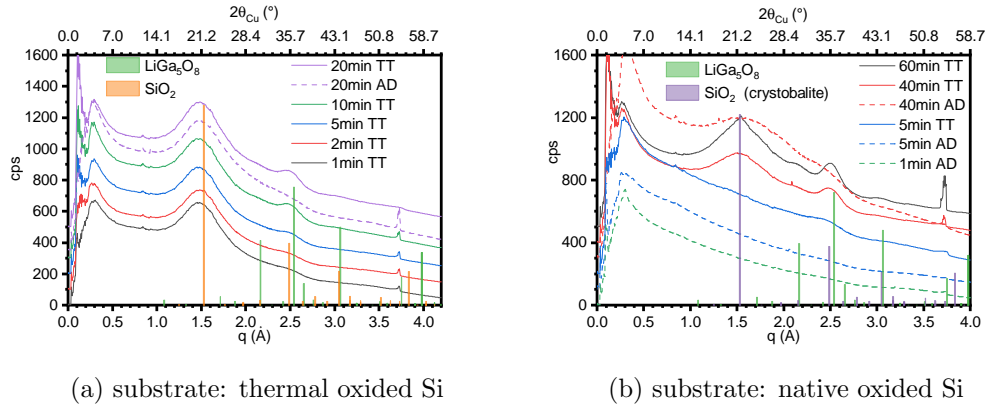 2θCu (°)
0.0 7.0 14.1 21.2 28.4 35.7 43.1 50.8 58.7
1600
1400
1200
1000
800
600
400
200
0
cps
LiGa5O8
SiO2
20min TT
20min AD
10min TT
5min TT
2min TT
1min TT
0.0 0.5 1.0 1.5 2.0 2.5 3.0 3.5 4.0
q (Å)
(a) substrate: thermal oxided Si
2θCu (°)
0.0 7.0 14.1 21.2 28.4 35.7 43.1 50.8 58.7
1600
1400
1200
1000
800
600
400
200
0
cps
LiGa5O8
SiO2 (crystobalite)
60min TT
40min TT
40min AD
5min TT
5min AD
1min AD
0.0 0.5 1.0 1.5 2.0 2.5 3.0 3.5 4.0
q (Å)
(b) substrate: native oxided Si